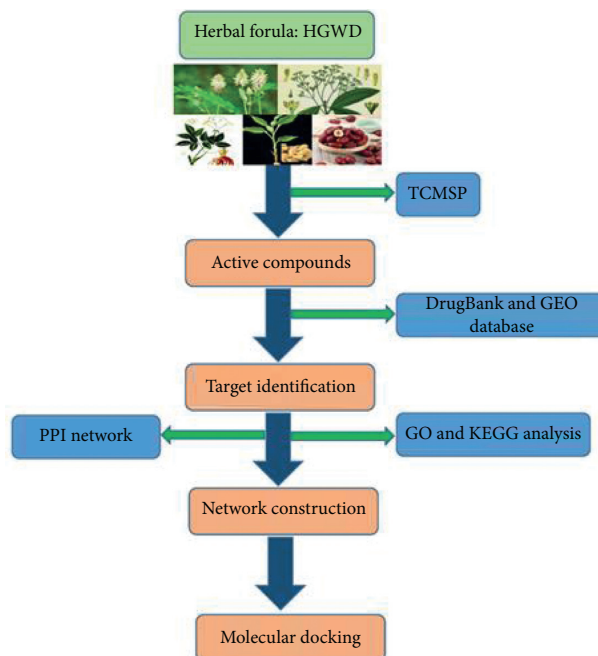 Herbal forula: HGWD
TCMSP
Active compounds
DrugBank and GEO
database
Target identification
PPI network
GO and KEGG analysis
Network construction
Molecular docking